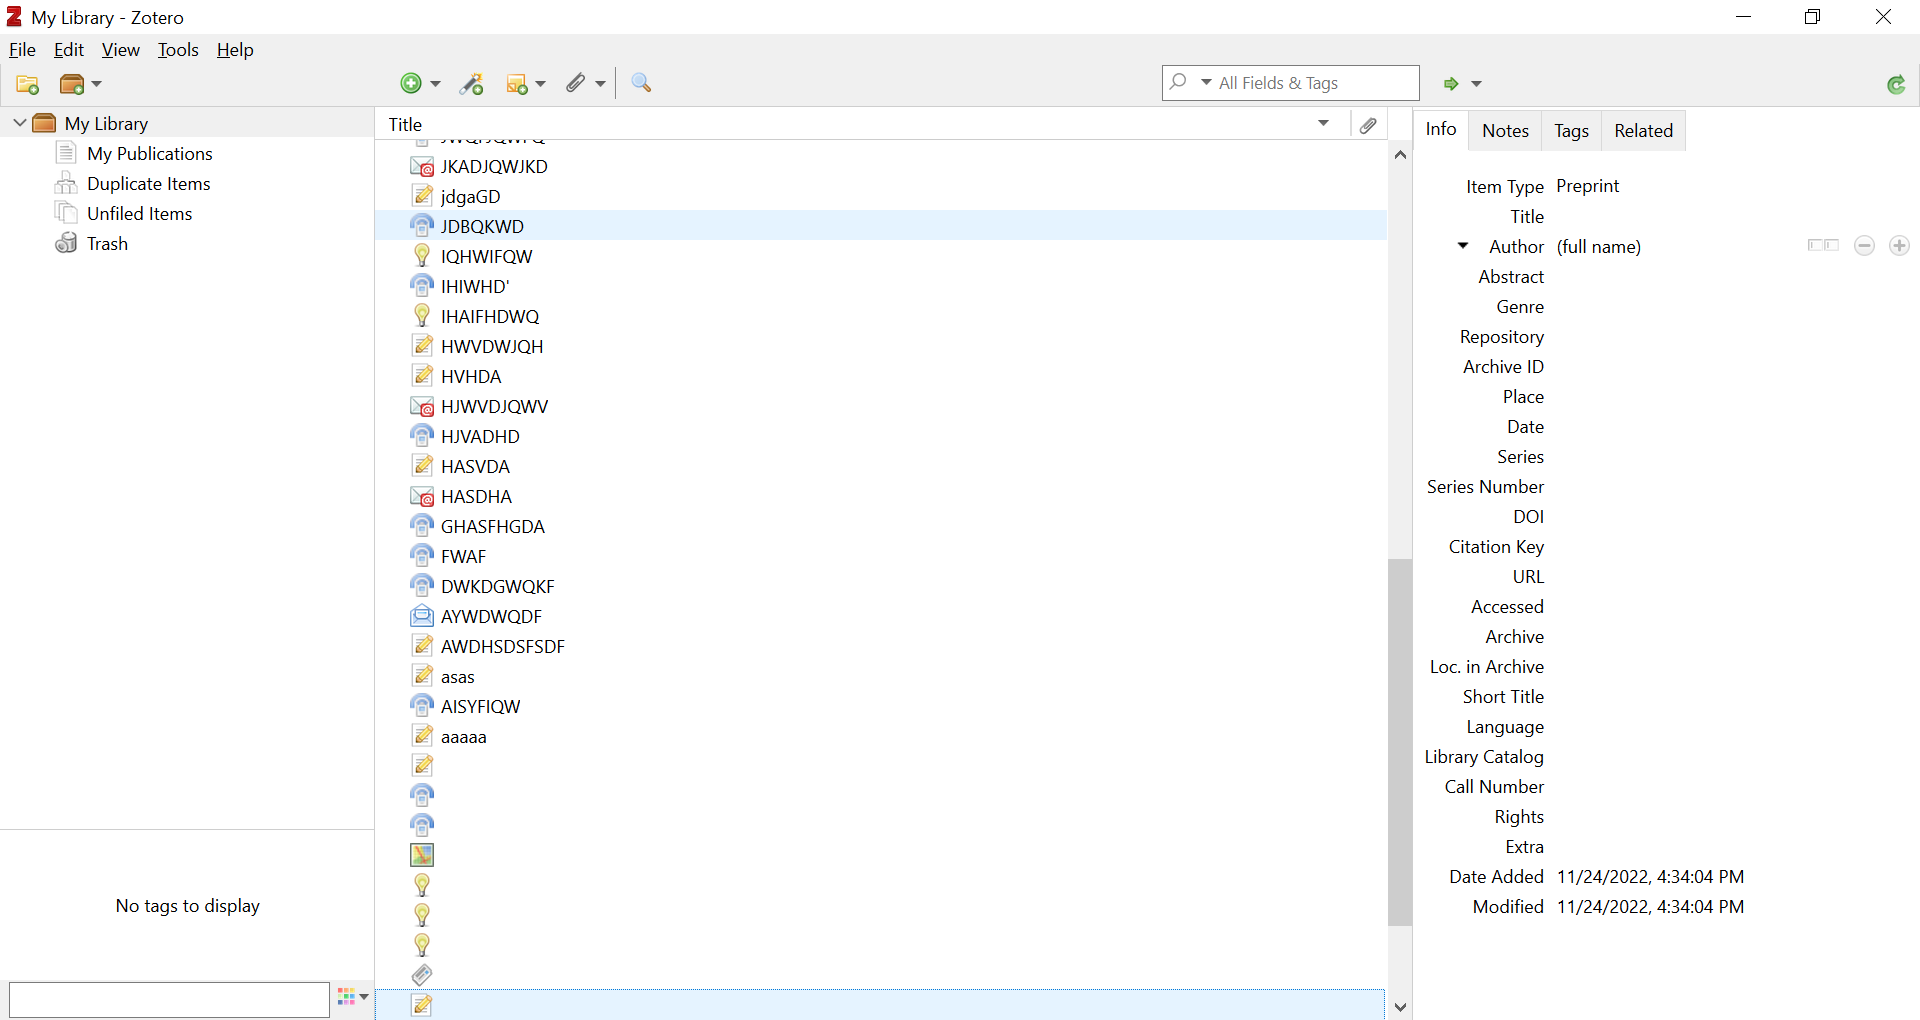 My Library - Zotero
File Edit View Tools Help
All Fields & Tags
My Library
My Publications
Duplicate Items
Unfiled Items
Trash
No tags to display
Title
JKADJQWJKD
jdgaGD
JDBQKWD
IQHWIFQW
IHIWHD'
IHAIFHDWQ
HWVDWJQH
HVHDA
HJWVDJQWV
HJVADHD
HASVDA
HASDHA
GHASFHGDA
FWAF
DWKDGWQKF
AYWDWQDF
AWDHSDSFSDF
asas
AISYFIQW
aaaaa
Info Notes Tags Related
Item Type Preprint
Title
Author (full name)
Abstract
Genre
Repository
Archive ID
Place
Date
Series
Series Number
DOI
Citation Key
URL
Accessed
Archive
Loc. in Archive
Short Title
Language
Library Catalog
Call Number
Rights
Extra
Date Added 11/24/2022, 4:34:04 PM
Modified 11/24/2022, 4:34:04 PM